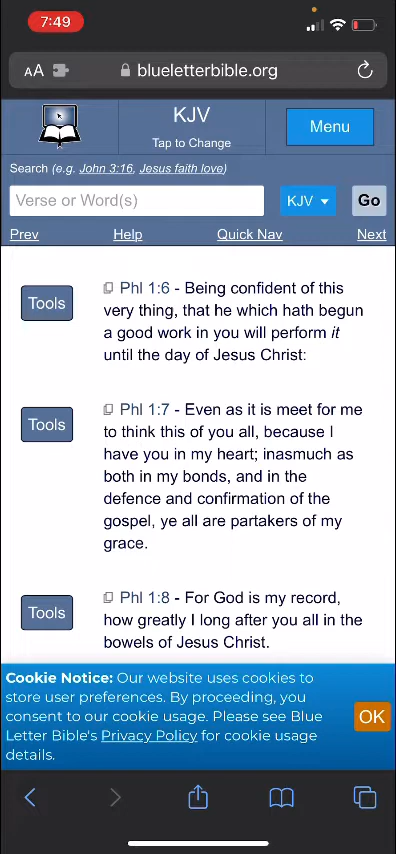 7:49
AA blueletterbible.org
KJV
Tap to Change
Menu
Search (e.g. John 3:16, Jesus faith love)
Verse or Word(s)
KJV
Go
Prev Help Quick Nav Next
Tools
Phl 1:6 - Being confident of this
very thing, that he which hath begun
a good work in you will perform it
until the day of Jesus Christ:
Tools
Phl 1:7 - Even as it is meet for me
to think this of you all, because I
have you in my heart; inasmuch as
both in my bonds, and in the
defence and confirmation of the
gospel, ye all are partakers of my
grace.
Tools
Phl 1:8 - For God is my record,
how greatly I long after you all in the
bowels of Jesus Christ.
Cookie Notice: Our website uses cookies to
store user preferences. By proceeding, you
consent to our cookie usage. Please see Blue
Letter Bible's Privacy Policy for cookie usage
details.
OK